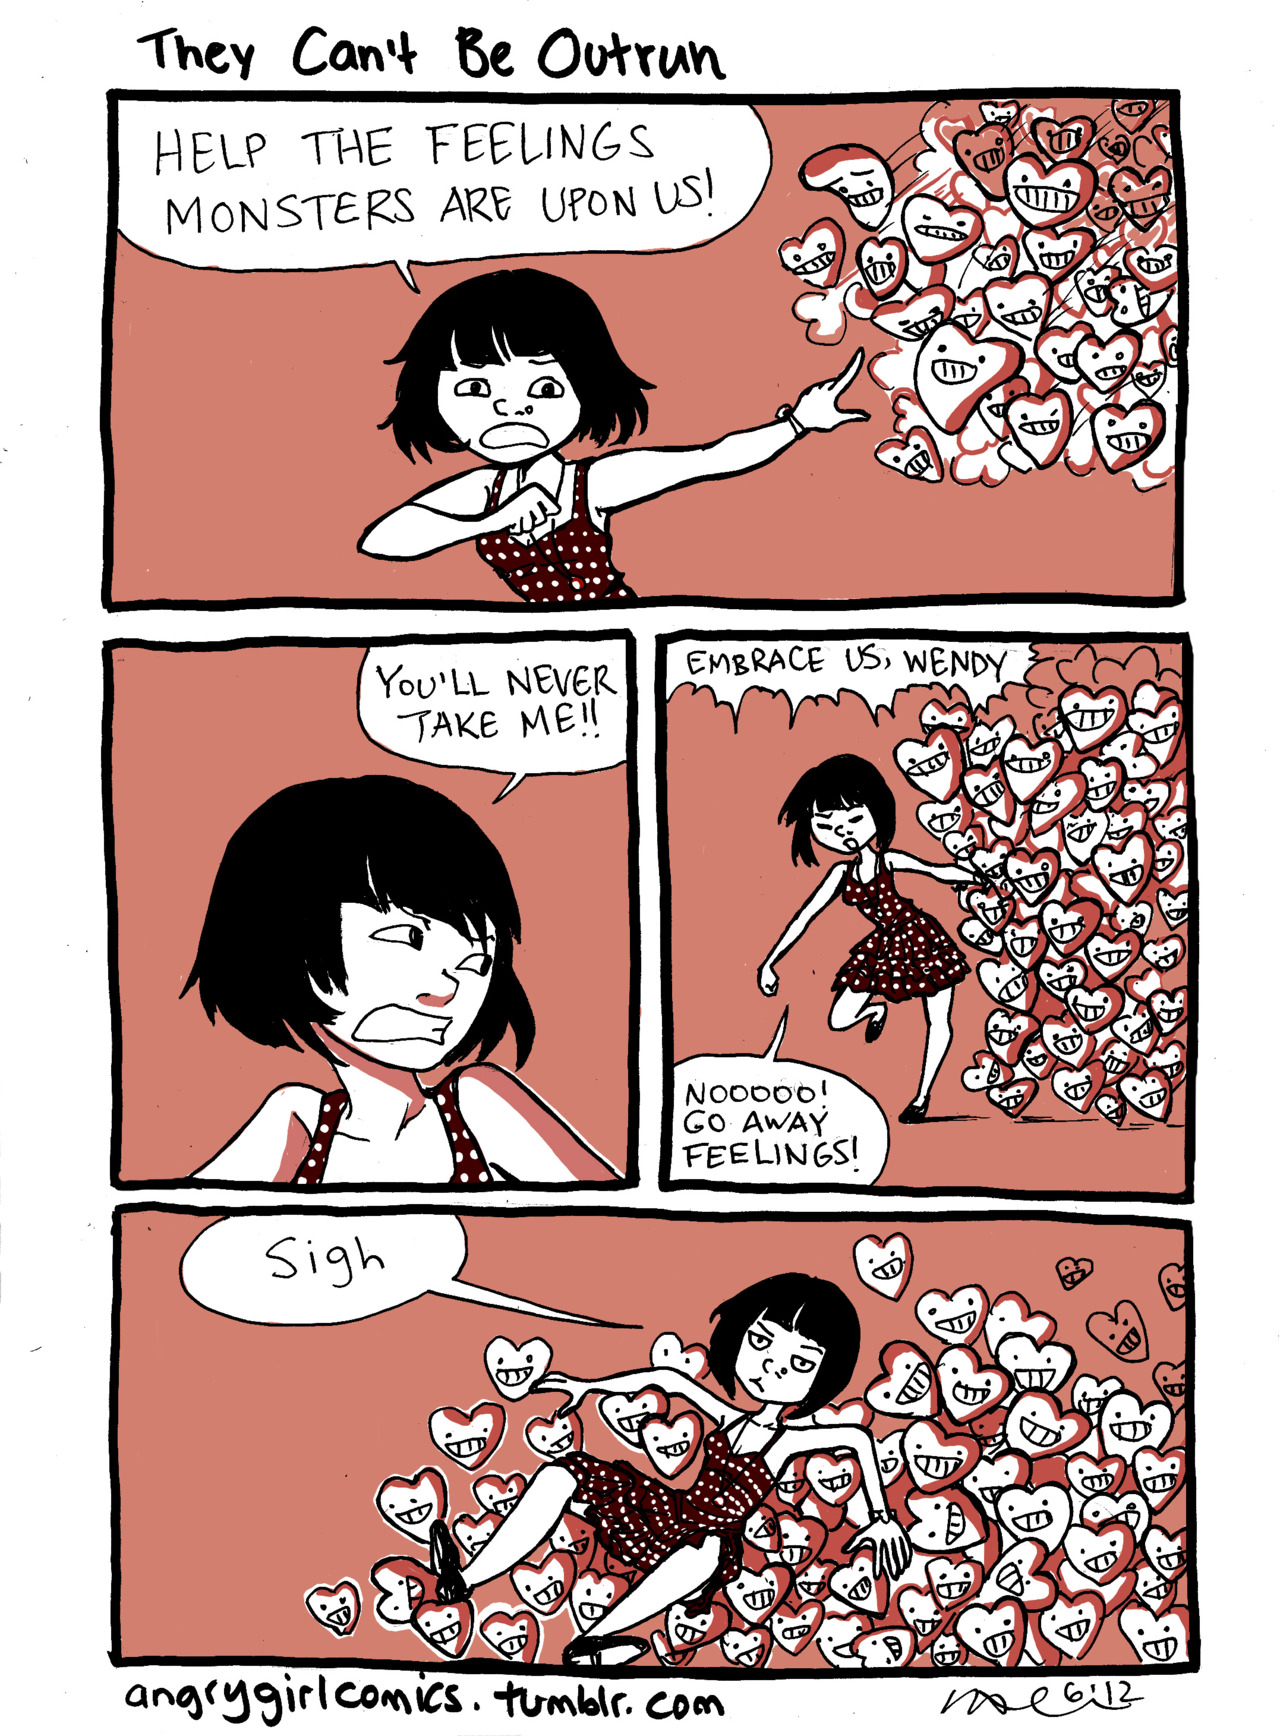 They Can't Be Outrun
HELP THE FEELINGS
MONSTERS ARE UPON US!
YOU'LL NEVER
TAKE ME!!
EMBRACE US, WENDY
NOOOOO!
GO AWAY
FEELINGS!
Sigh
angrygirlcomics.tumblr.com
6.12